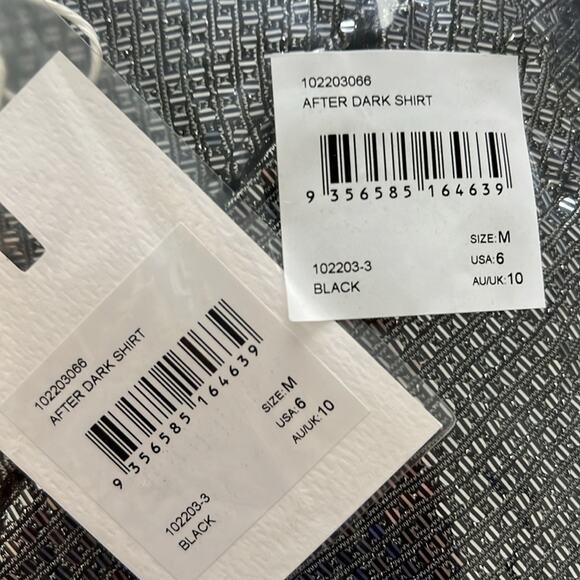 102203066
AFTER DARK SHIRT
9 356585 164639
102203-3
BLACK
SIZE: M
USA: 6
AU/UK: 10
102203066
AFTER DARK SHIRT
9 356585 164639
102203-3
BLACK
SIZE: M
USA: 6
AU/UK: 10